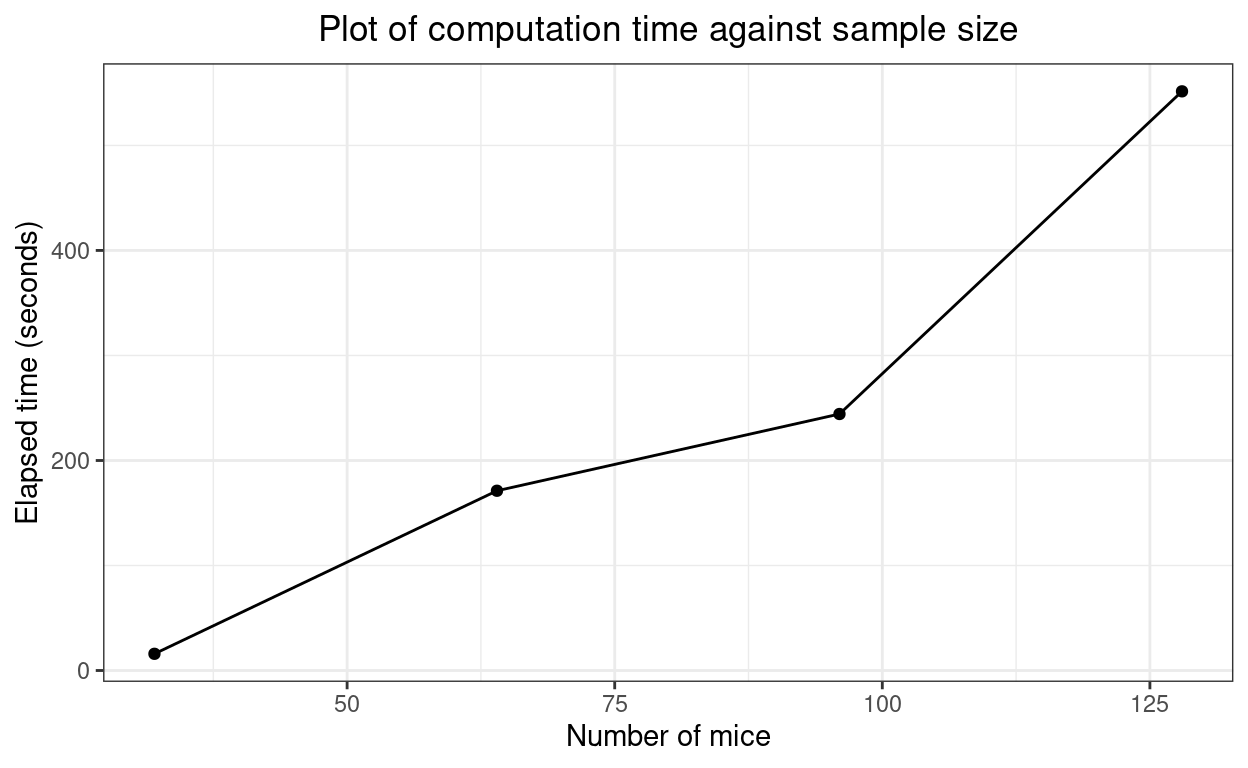 Plot of computation time against sample size
Elapsed time (seconds)
400
200
0
50
75
100
125
Number of mice